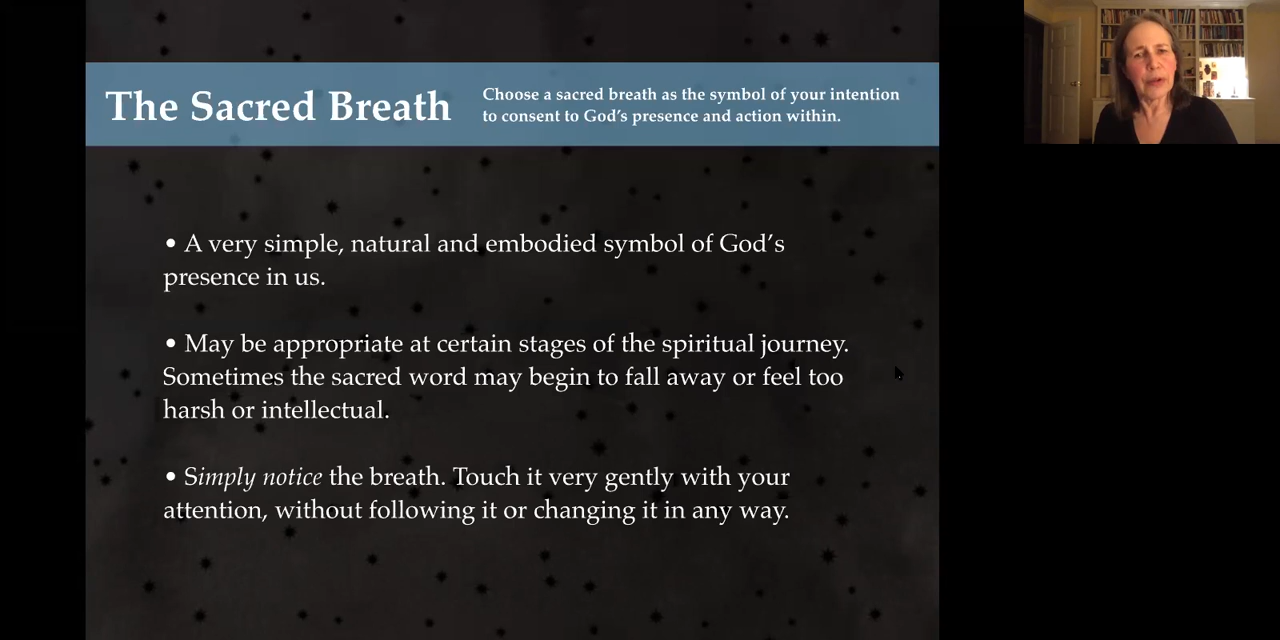 The Sacred Breath
Choose a sacred breath as the symbol of your intention
to consent to God's presence and action within.
• A very simple, natural and embodied symbol of God's
presence in us.
• May be appropriate at certain stages of the spiritual journey.
Sometimes the sacred word may begin to fall away or feel too
harsh or intellectual.
• Simply notice the breath. Touch it very gently with your
attention, without following it or changing it in any way.